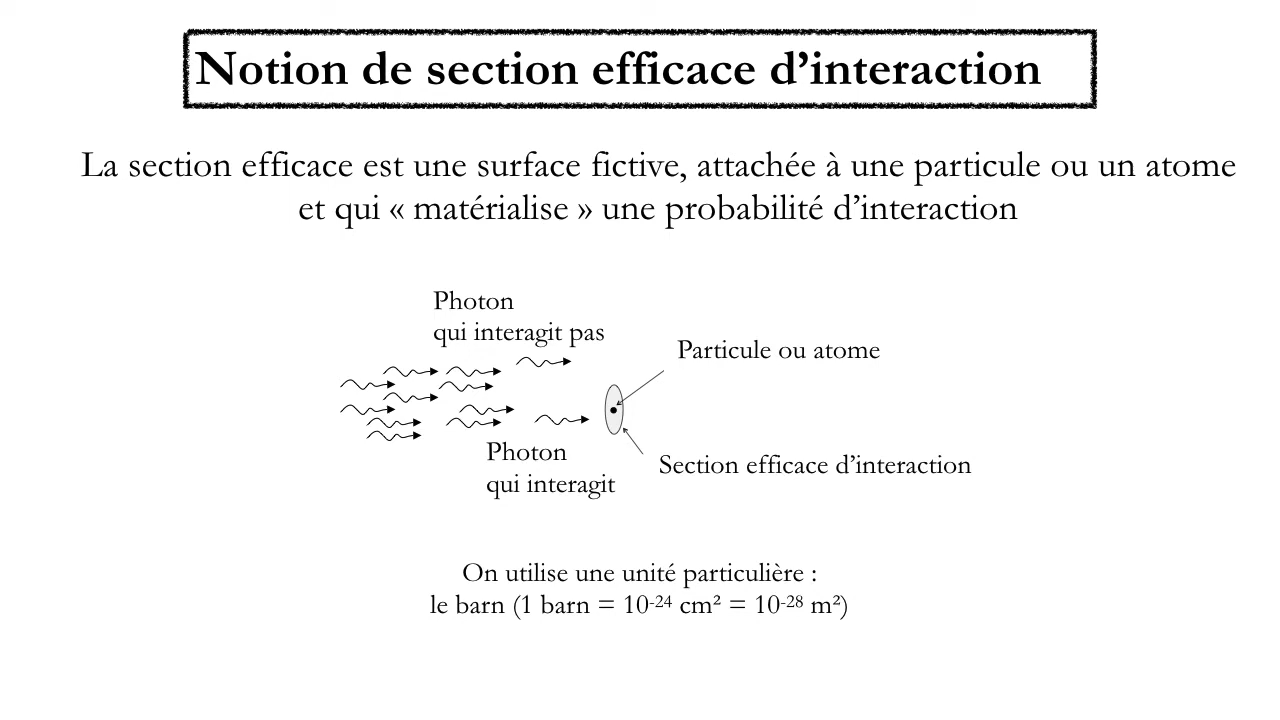 Notion de section efficace d’interaction
La section efficace est une surface fictive, attachée à une particule ou un atome
et qui « matérialise » une probabilité d’interaction
Photon
qui interagit pas
Particule ou atome
Photon
qui interagit
Section efficace d’interaction
On utilise une unité particulière :
le barn (1 barn = 10⁻²⁴ cm² = 10⁻²⁸ m²)